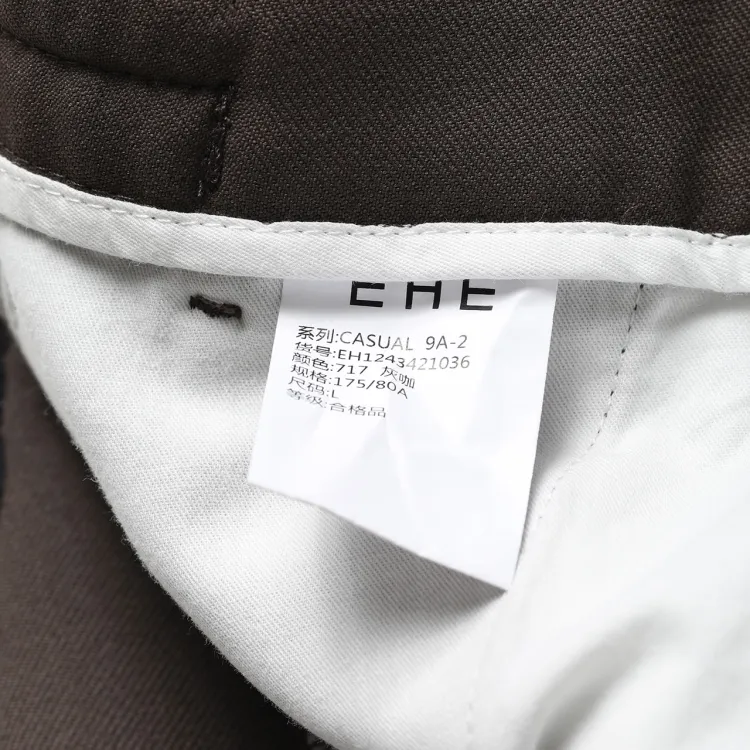 EHE
系列:CASUAL 9A-2
货号:EH1243421036
颜色:717 灰咖
规格:175/80A
尺码:L
等级:合格品